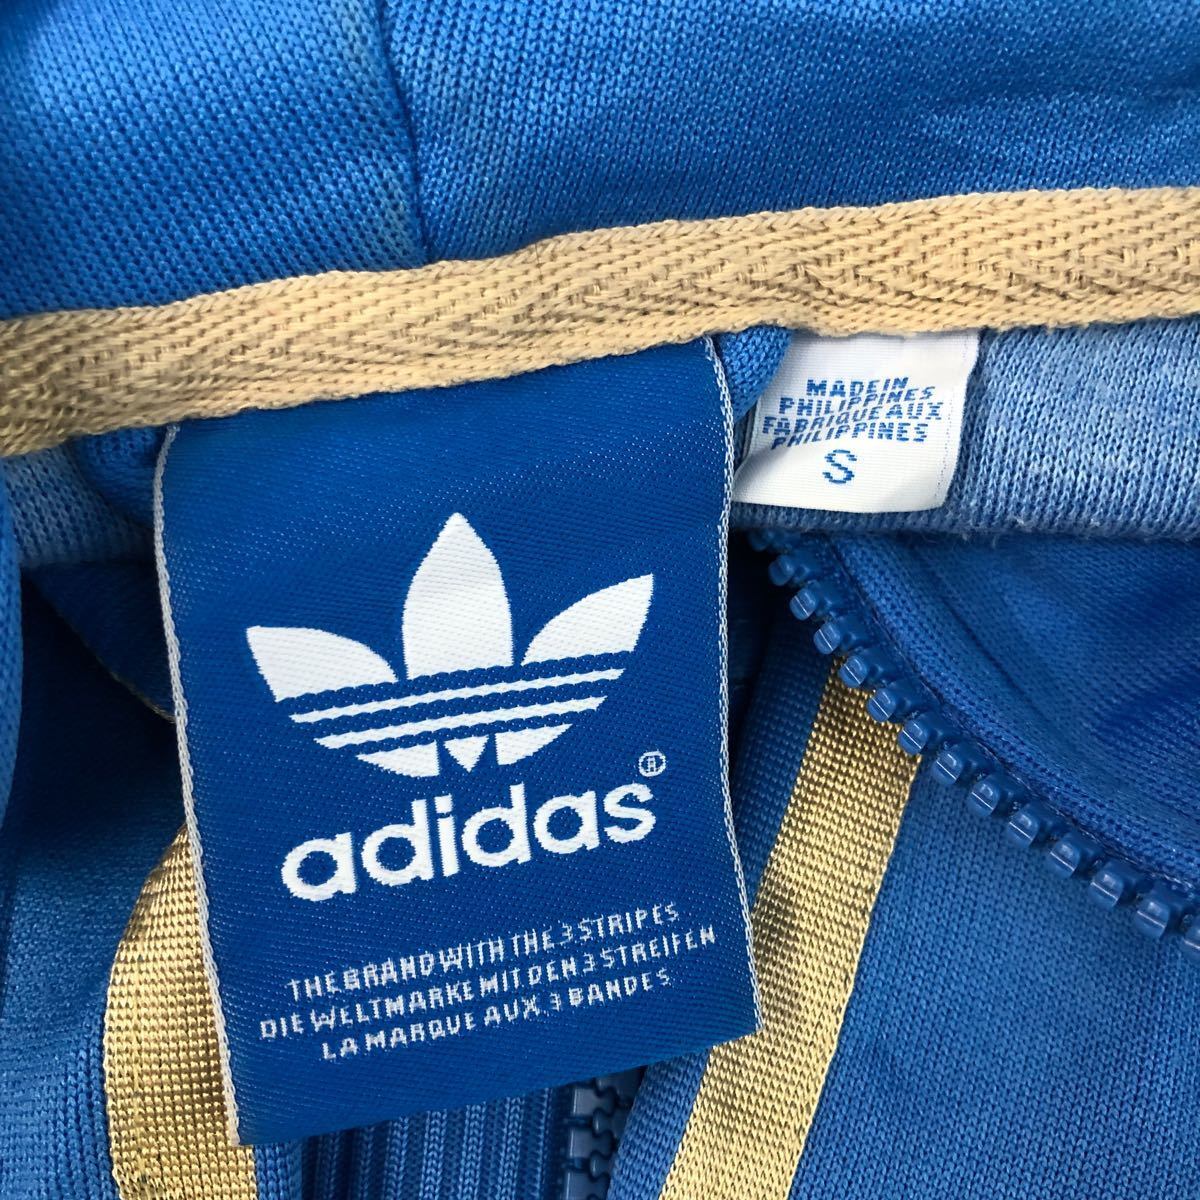 MADE IN
PHILIPPINES
FABRIQUE AUX
PHILIPPINES
S
adidas®
THE BRAND WITH THE 3 STRIPES
DIE WELTMARKE MIT DEN 3 STREIFEN
LA MARQUE AUX 3 BANDES